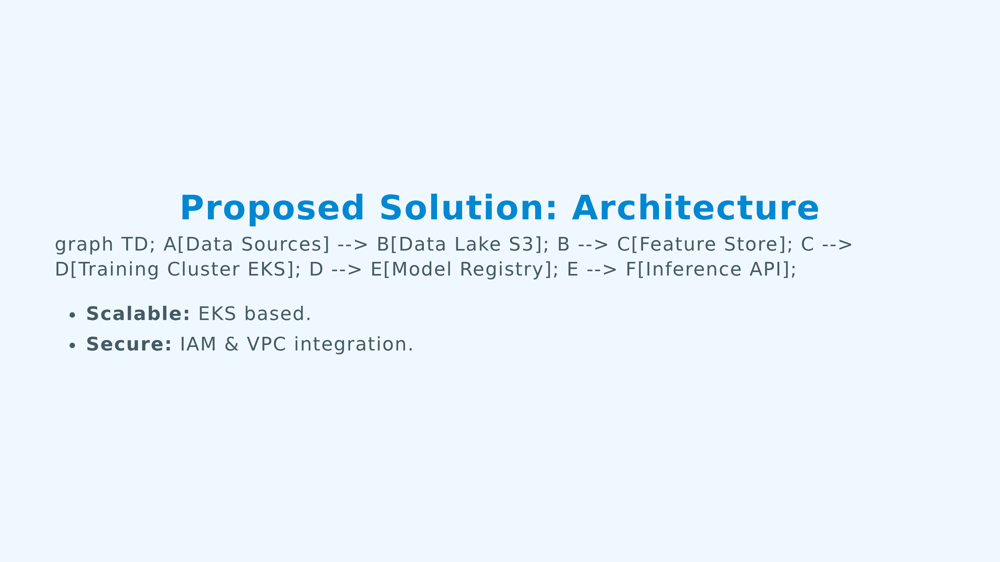 Proposed Solution: Architecture
graph TD; A[Data Sources] --> B[Data Lake S3]; B --> C[Feature Store]; C -->
D[Training Cluster EKS]; D --> E[Model Registry]; E --> F[Inference API];
• Scalable: EKS based.
• Secure: IAM & VPC integration.